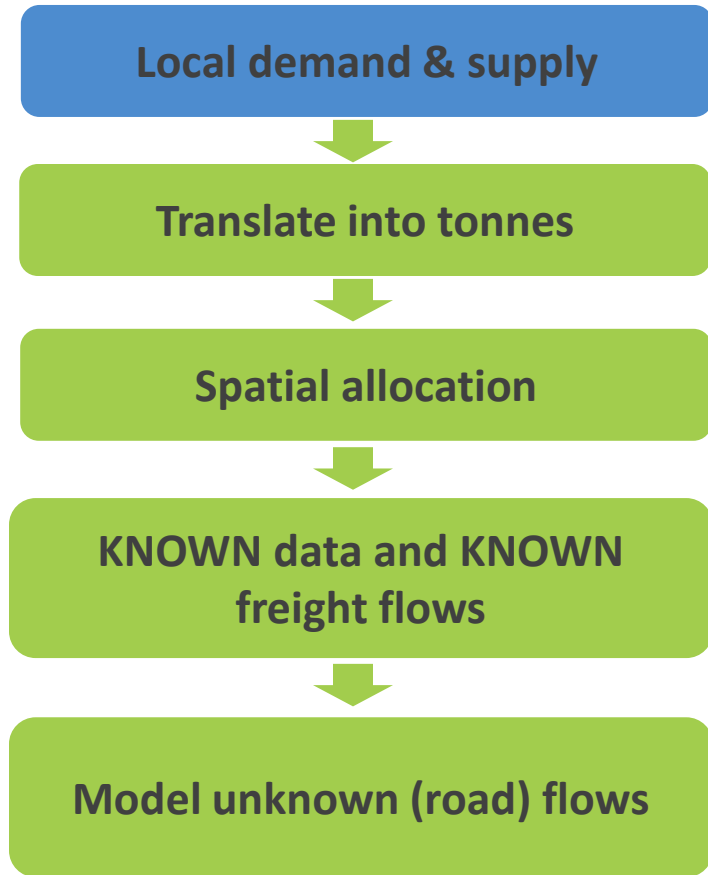 Local demand & supply
Translate into tonnes
Spatial allocation
KNOWN data and KNOWN
freight flows
Model unknown (road) flows